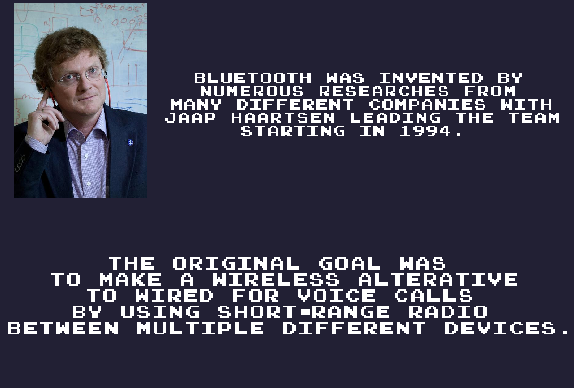 BLUETOOTH WAS INVENTED BY
NUMEROUS RESEARCHES FROM
MANY DIFFERENT COMPANIES WITH
JAAP HAARTSEN LEADING THE TEAM
STARTING IN 1994.
THE ORIGINAL GOAL WAS
TO MAKE A WIRELESS ALTERATIVE
TO WIRED FOR VOICE CALLS
BY USING SHORT-RANGE RADIO
BETWEEN MULTIPLE DIFFERENT DEVICES.